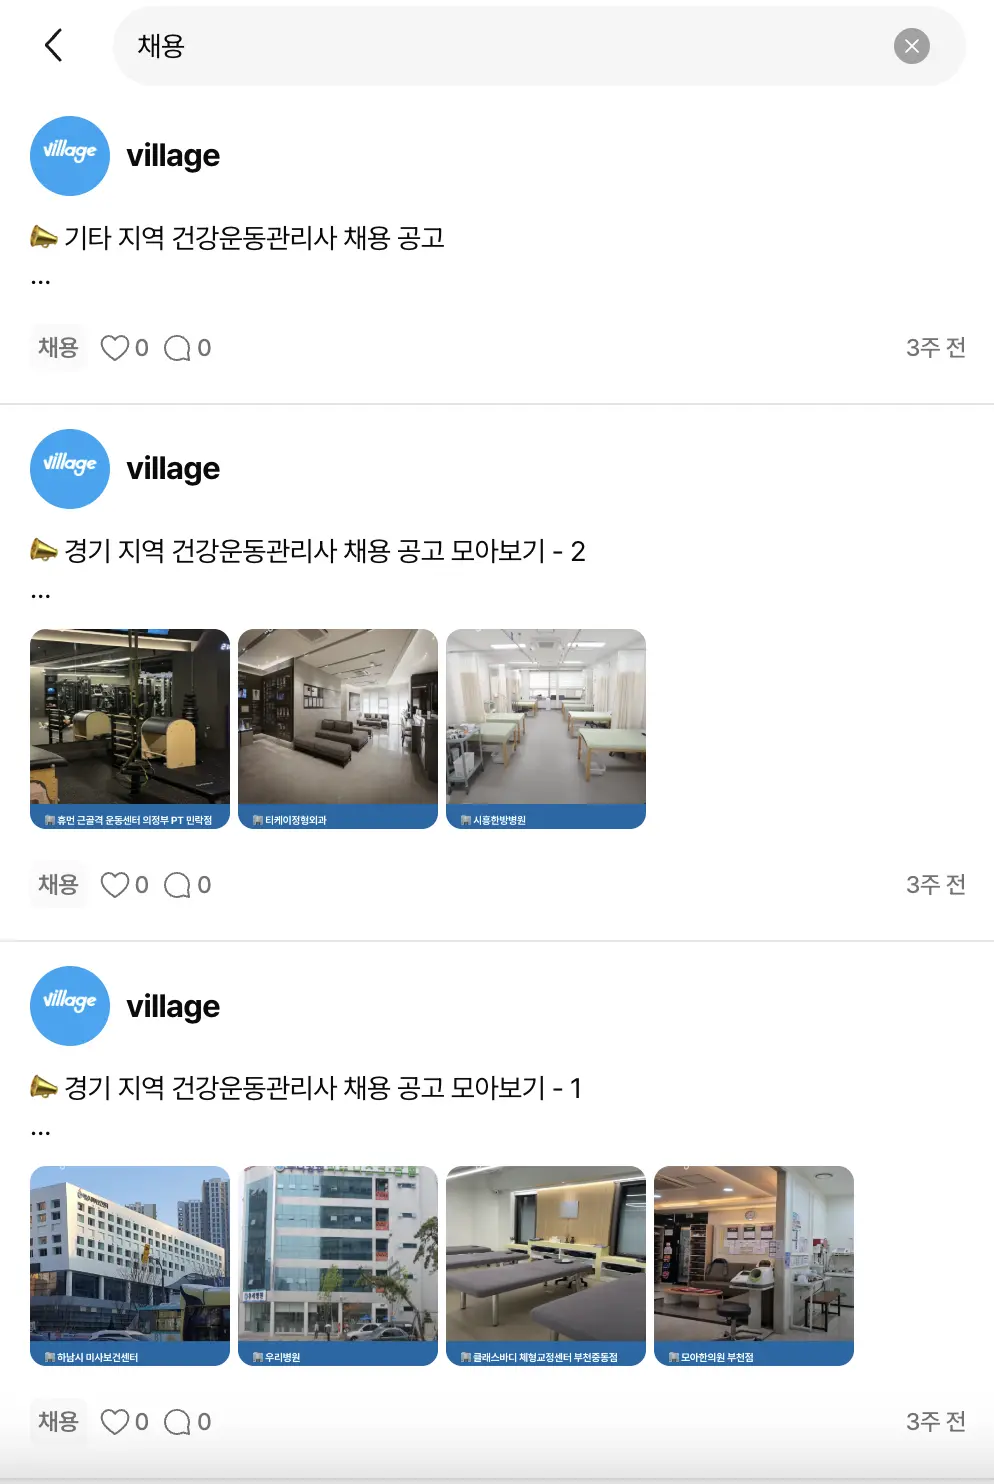 채용
village
village
기타 지역 건강운동관리사 채용 공고
...
채용 0 0 3주 전
village
village
경기 지역 건강운동관리사 채용 공고 모아보기 - 2
...
휴먼 근골격 운동센터 의정부 PT 민락점
티케이정형외과
시흥한방병원
채용 0 0 3주 전
village
village
경기 지역 건강운동관리사 채용 공고 모아보기 - 1
...
하남시 미사보건센터
우리병원
클래스바디 체형교정센터 부천중동점
모아한의원 부천점
채용 0 0 3주 전